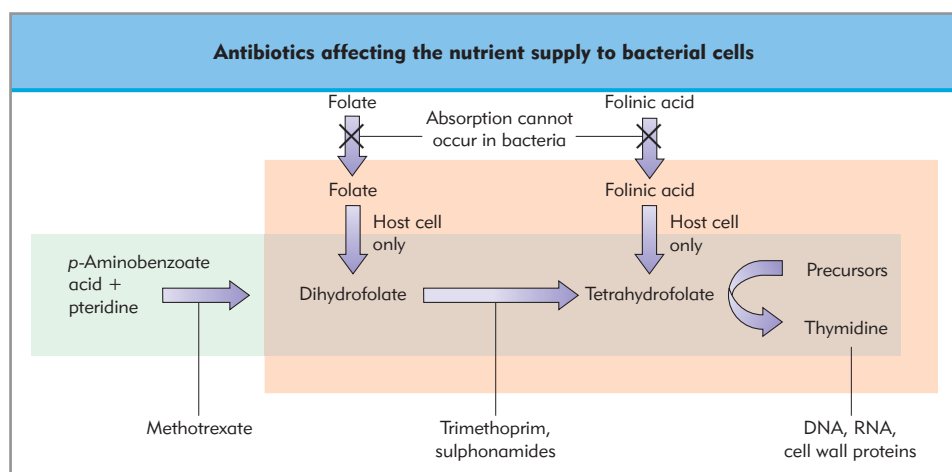 Antibiotics affecting the nutrient supply to bacterial cells
Folate
Absorption cannot
occur in bacteria
Folinic acid
Folate
Folinic acid
Host cell
only
Host cell
only
p-Aminobenzoate
acid +
pteridine
Dihydrofolate
Tetrahydrofolate
Precursors
Thymidine
Methotrexate
Trimethoprim,
sulphonamides
DNA, RNA,
cell wall proteins